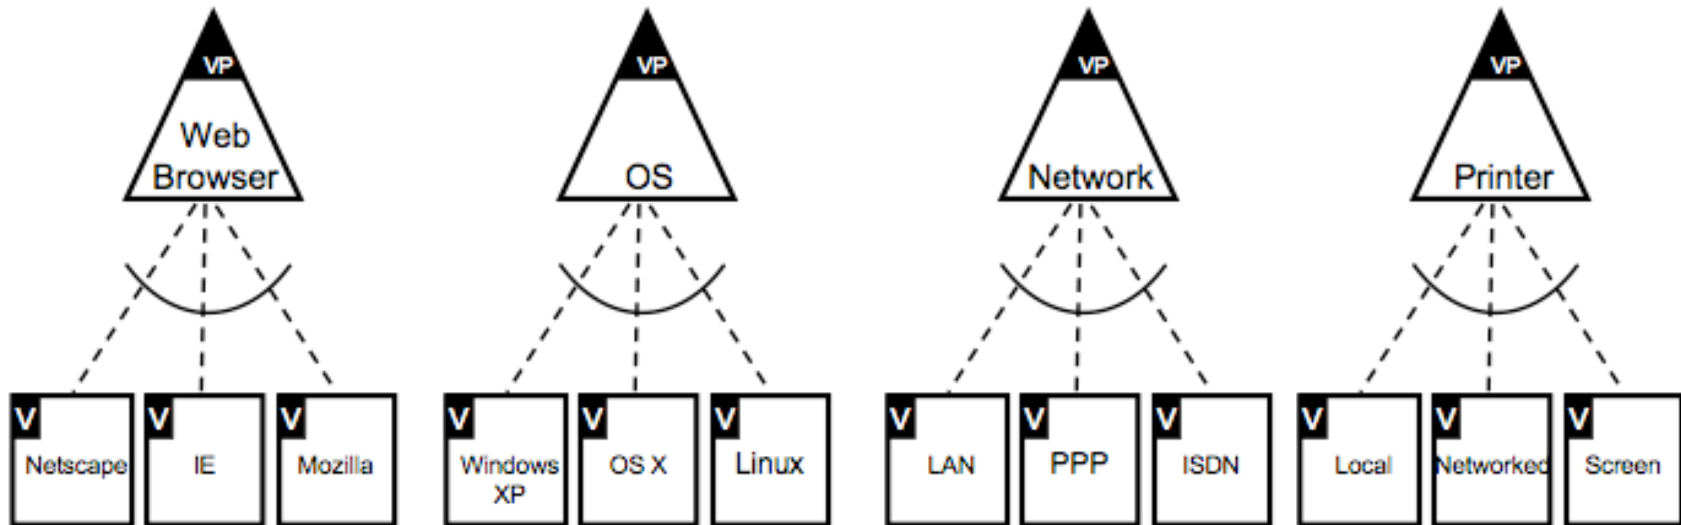 VP
VP
VP
VP
Web
Browser
OS
Network
Printer
V
V
V
V
V
V
V
V
V
V
V
V
Netscape
IE
Mozilla
Windows
XP
OS X
Linux
LAN
PPP
ISDN
Local
Networked
Screen